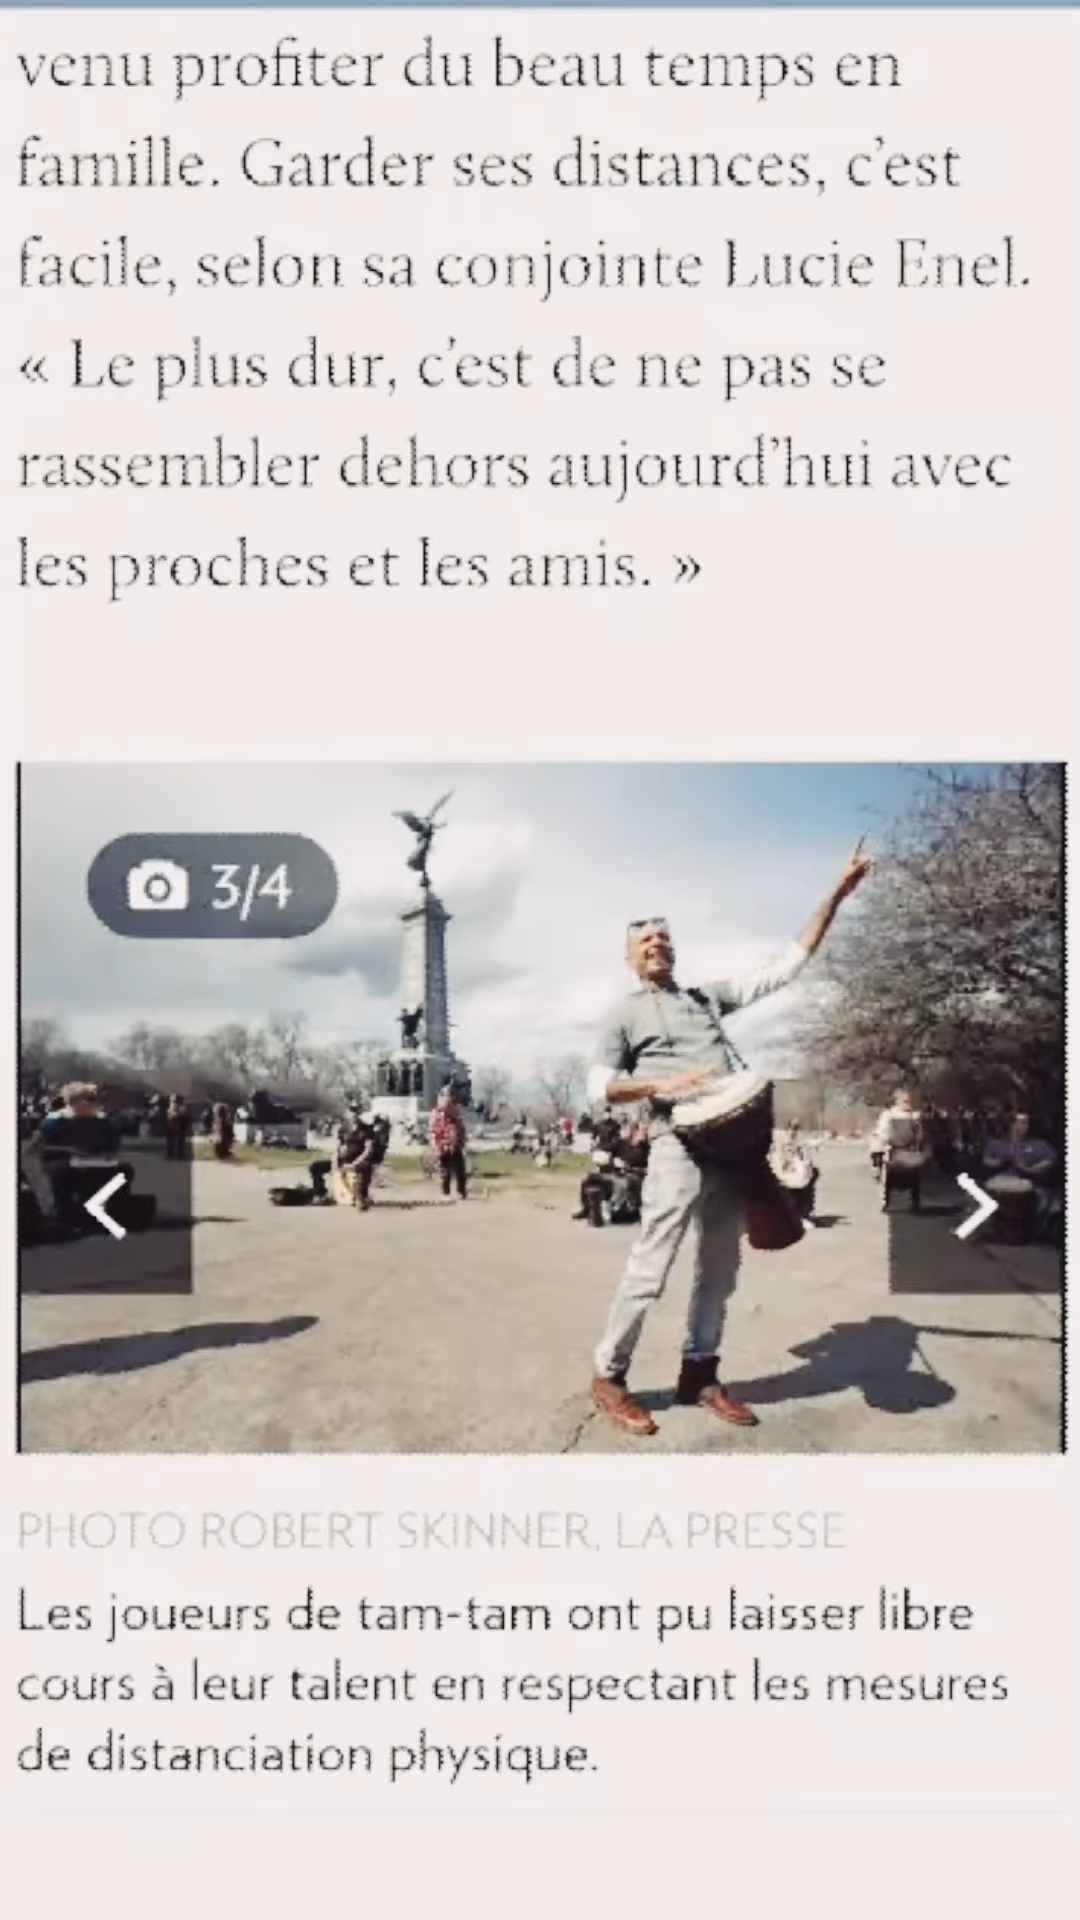 venu profiter du beau temps en
famille. Garder ses distances, c’est
facile, selon sa conjointe Lucie Enel.
« Le plus dur, c’est de ne pas se
rassembler dehors aujourd’hui avec
les proches et les amis. »
3/4
PHOTO ROBERT SKINNER, LA PRESSE
Les joueurs de tam-tam ont pu laisser libre
cours à leur talent en respectant les mesures
de distanciation physique.